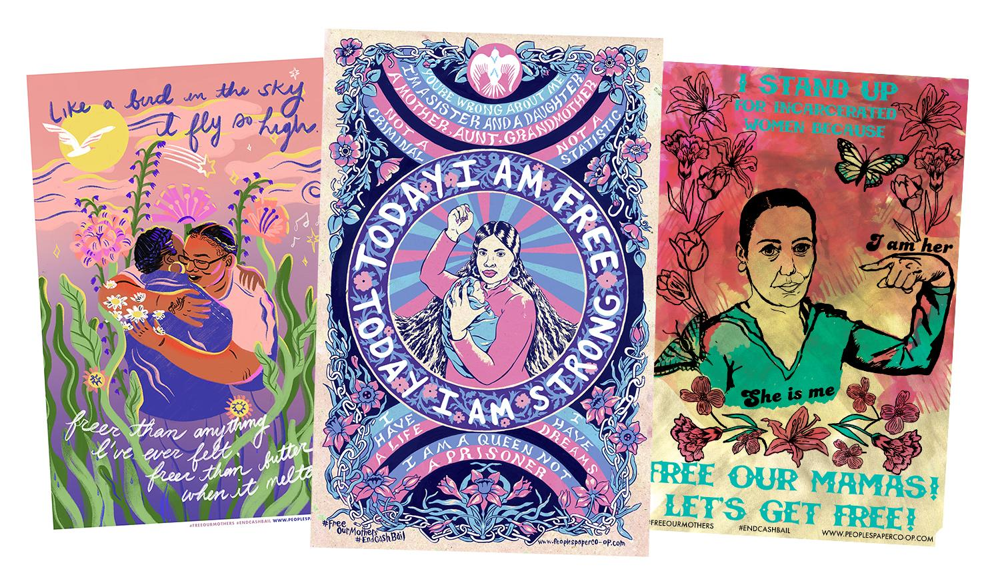 Like a bird in the sky
I fly so high.
faith
freer than anything
I've ever felt.
freer than butter
when it melts
#FREEOURMOTHERS #ENDCASHBAIL WWW.PEOPLESPA
YOU'RE WRONG ABOUT ME
I'M A SISTER AND A DAUGHTER
A MOTHER, AUNT, GRANDMOTHER
NOT A
CRIMINAL
NOT A
STATISTIC
TODAY I AM FREE
TODAY I AM STRONG
I
HAVE
A LIFE
I
HAVE
DREAMS
I AM A QUEEN NOT
A PRISONER
#Free
OurMothers
#EndCashBail
www.peoplespaperco-op.com
I STAND UP
FOR INCARCERATED
WOMEN BECAUSE
I am her
She is me
FREE OUR MAMAS!
LET'S GET FREE!
#FREEOURMOTHERS #ENDCASHBAIL WWW.PEOPLESPAPERCO-OP.COM